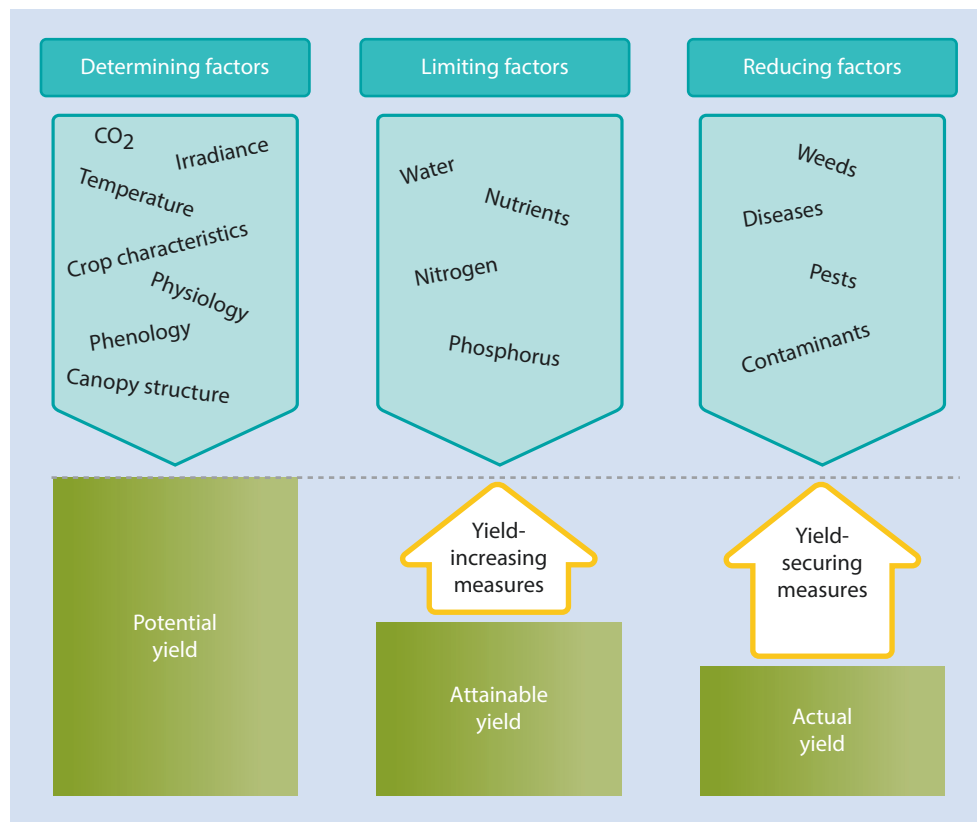 Determining factors
Limiting factors
Reducing factors
CO2
Irradiance
Temperature
Crop characteristics
Physiology
Phenology
Canopy structure
Water
Nutrients
Nitrogen
Phosphorus
Weeds
Diseases
Pests
Contaminants
Potential
yield
Yield-
increasing
measures
Attainable
yield
Yield-
securing
measures
Actual
yield